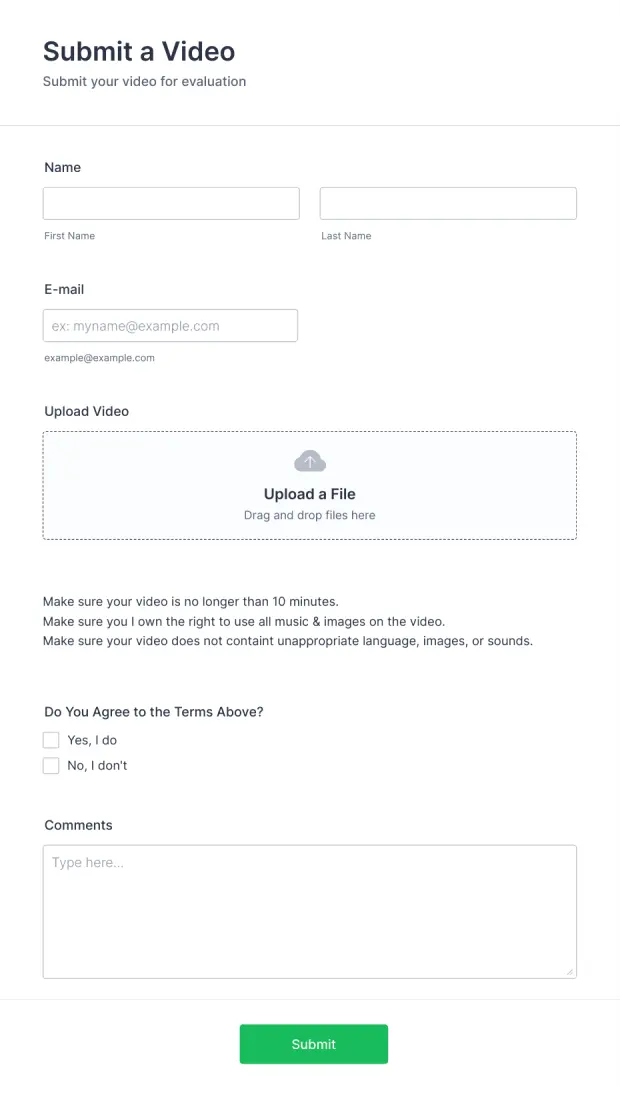 Submit a Video
Submit your video for evaluation
Name
First Name
Last Name
E-mail
ex: myname@example.com
example@example.com
Upload Video
Upload a File
Drag and drop files here
Make sure your video is no longer than 10 minutes.
Make sure you I own the right to use all music & images on the video.
Make sure your video does not containt unappropriate language, images, or sounds.
Do You Agree to the Terms Above?
Yes, I do
No, I don't
Comments
Type here...
Submit